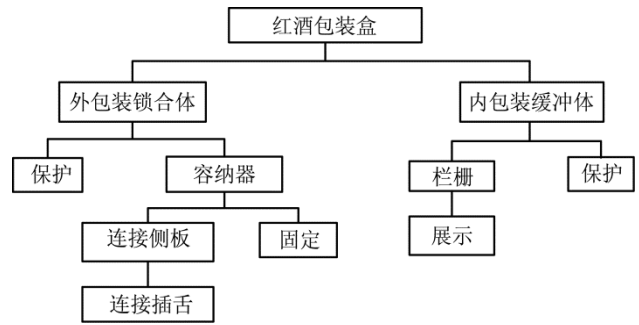 红酒包装盒
外包装锁合体
内包装缓冲体
保护
容纳器
栏栅
保护
连接侧板
固定
展示
连接插舌